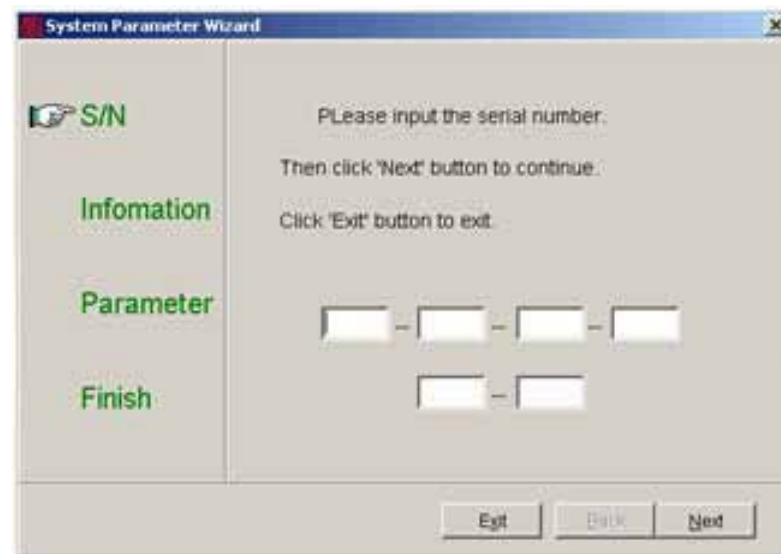 System Parameter Wizard
S/N
Infomation
Parameter
Finish
PLease input the serial number.
Then click 'Next' button to continue.
Click 'Exit' button to exit.
Exit
Back
Next